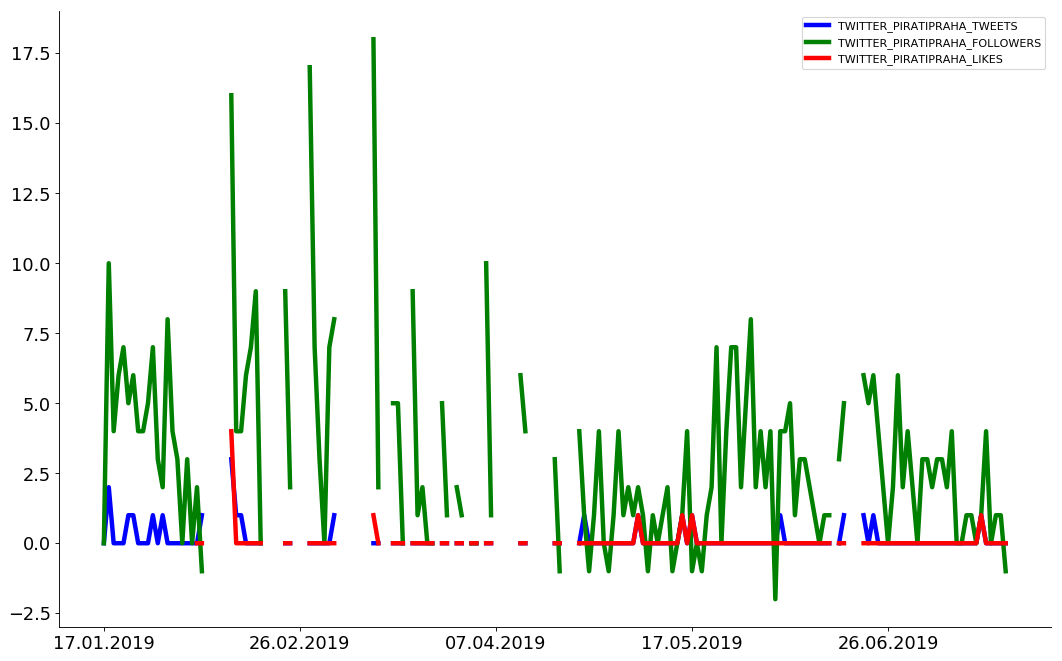 TWITTER_PIRATIPRAHA_TWEETS
TWITTER_PIRATIPRAHA_FOLLOWERS
TWITTER_PIRATIPRAHA_LIKES
17.5
15.0
12.5
10.0
7.5
5.0
2.5
0.0
−2.5
17.01.2019 26.02.2019 07.04.2019 17.05.2019 26.06.2019